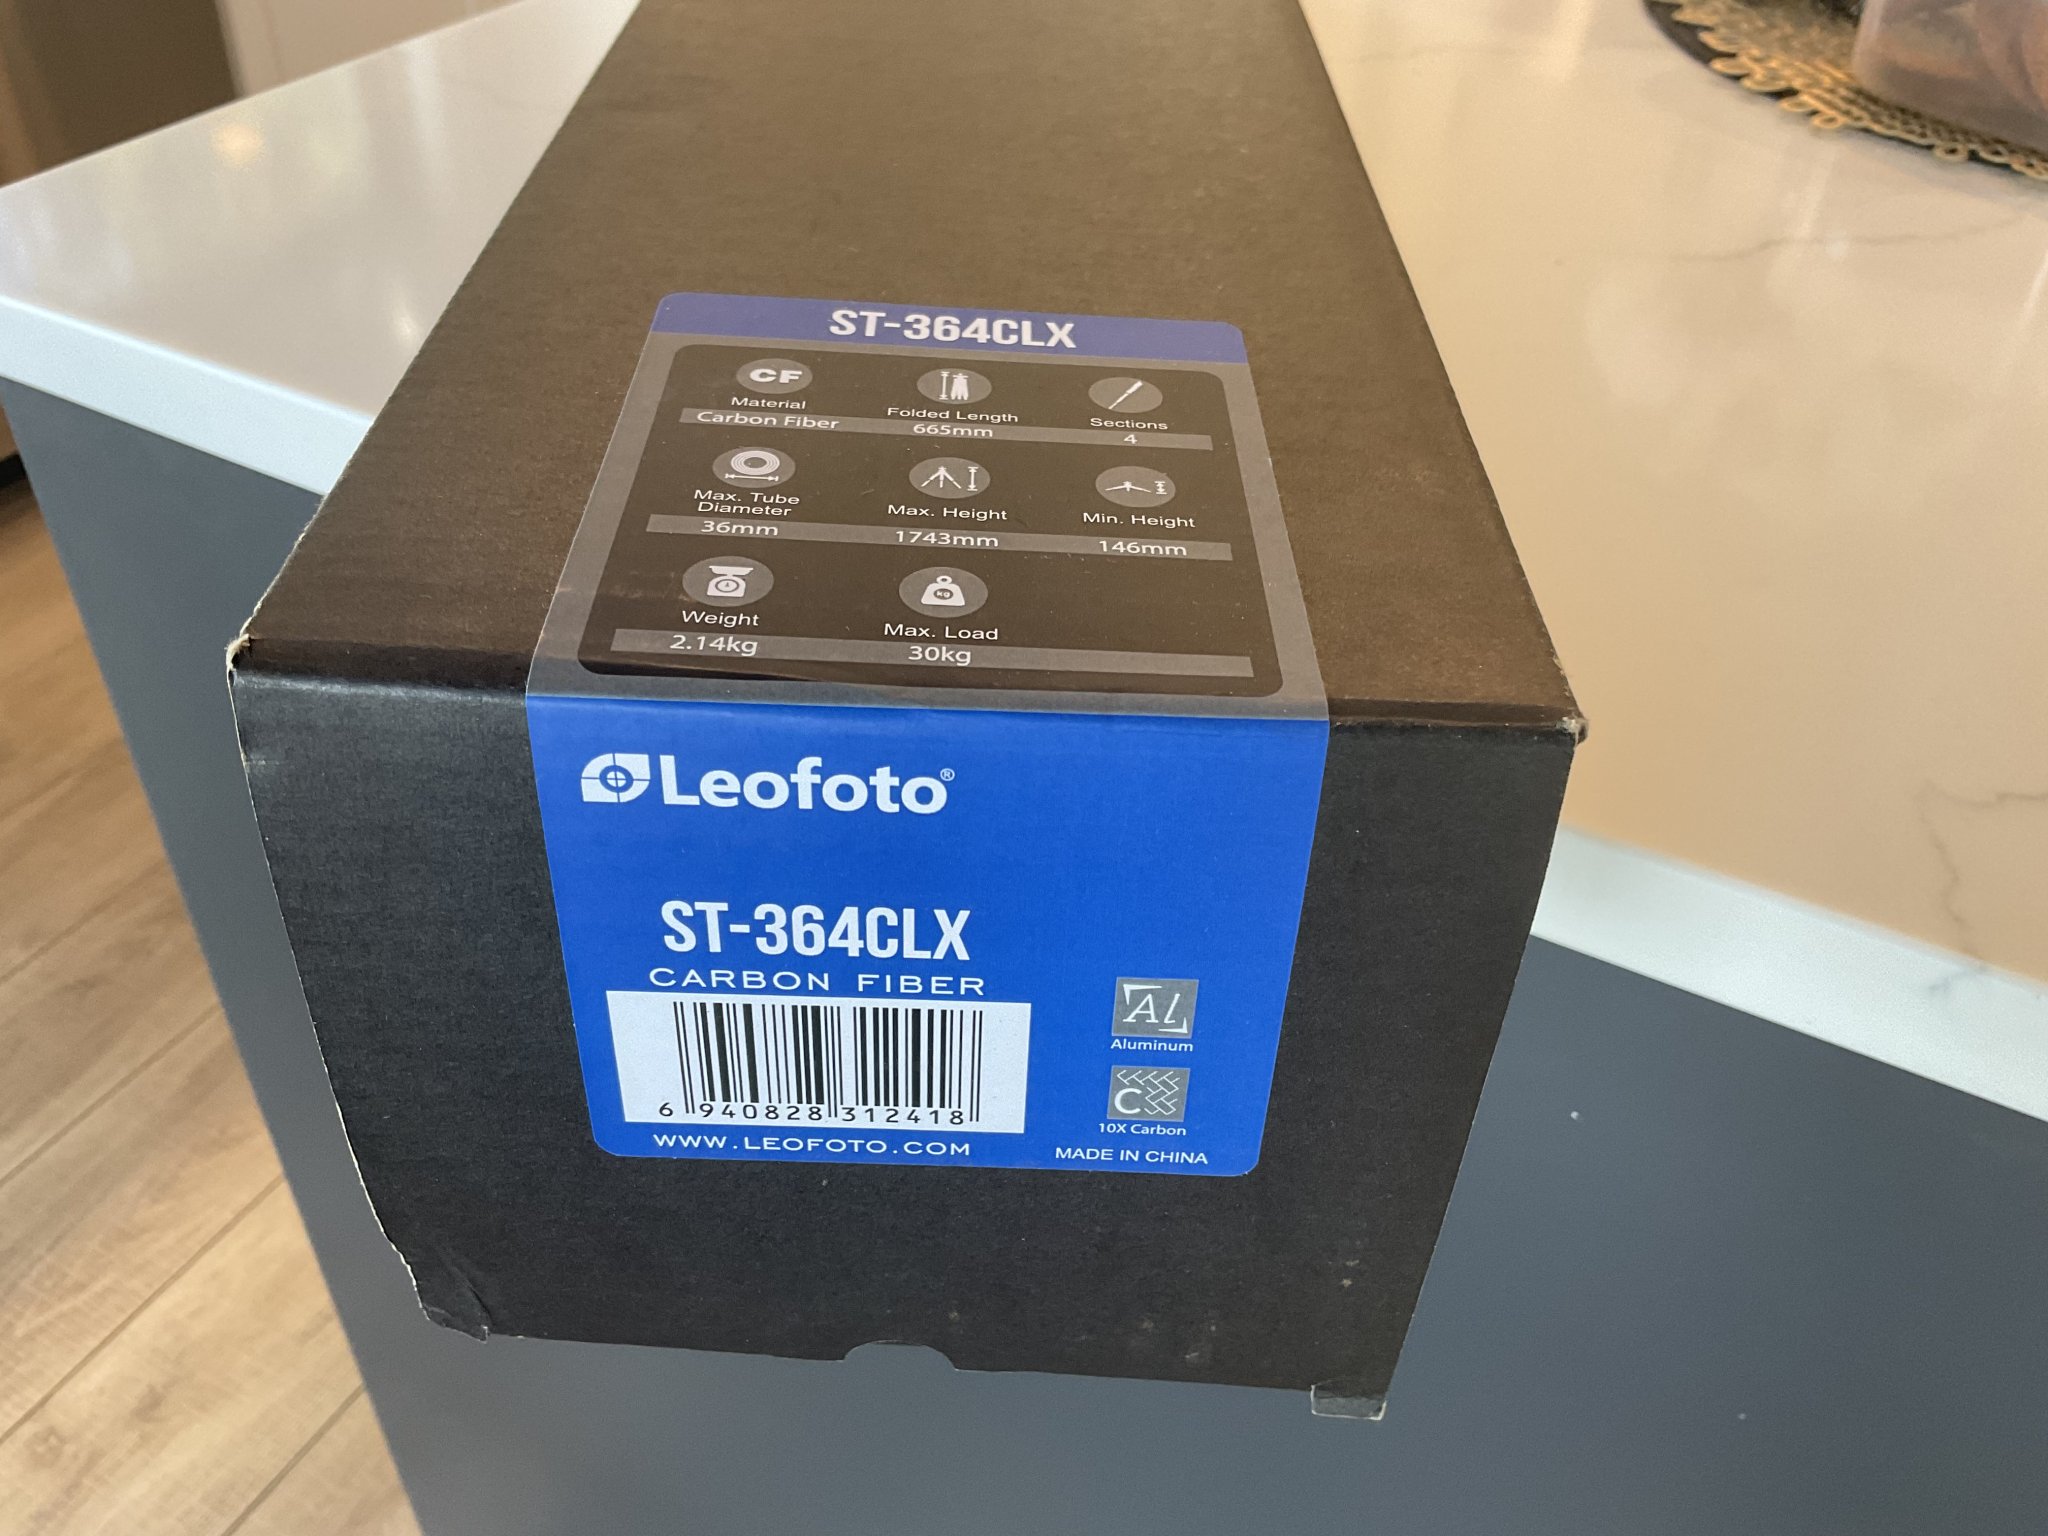 ST-364CLX
CF
Material
Carbon Fiber
Folded Length
665mm
Sections
4
Max. Tube
Diameter
36mm
Max. Height
1743mm
Min. Height
146mm
Weight
2.14kg
kg
Max. Load
30kg
Leofoto®
ST-364CLX
CARBON FIBER
6 940828 312418
WWW.LEOFOTO.COM
Al
Aluminum
C
10X Carbon
MADE IN CHINA